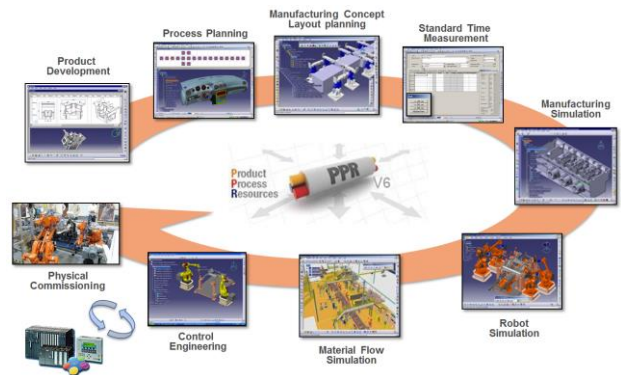 Manufacturing Concept
Layout planning
Process Planning
Standard Time
Measurement
Product
Development
Manufacturing
Simulation
Product
Process
Resources
PPR
V6
Physical
Commissioning
Control
Engineering
Material Flow
Simulation
Robot
Simulation